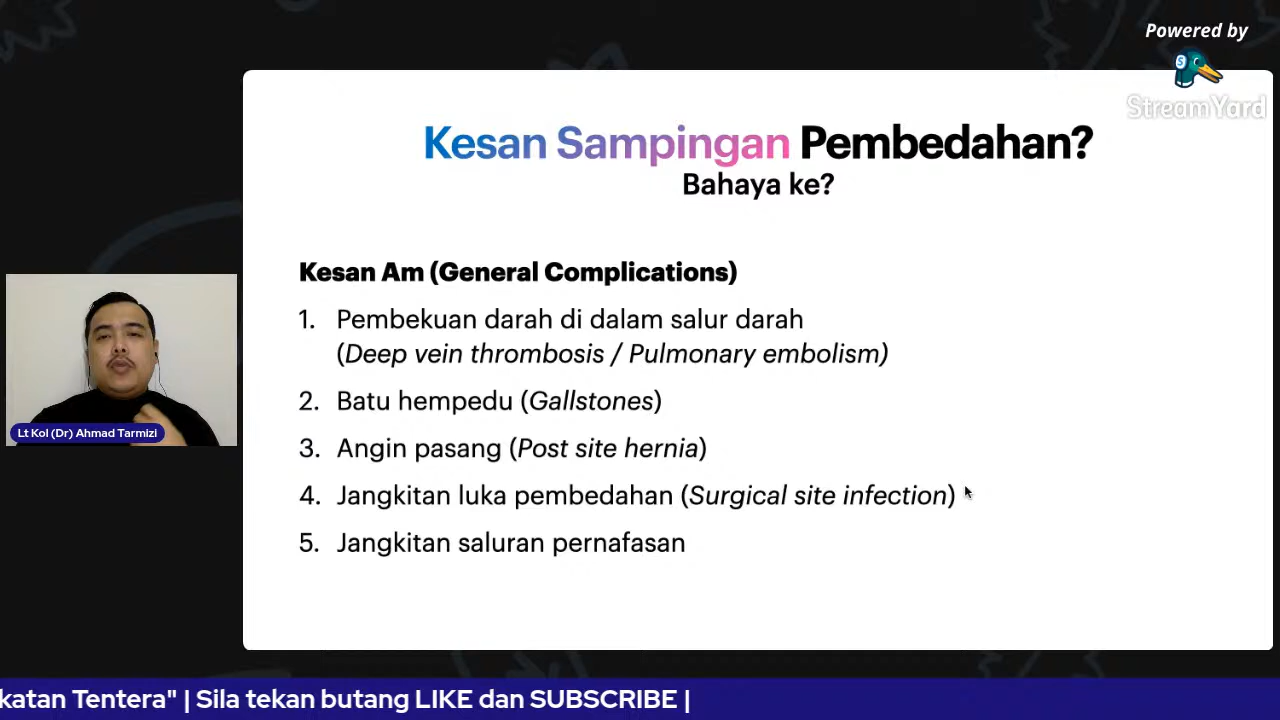 Powered by
StreamYard
Kesan Sampingan Pembedahan?
Bahaya ke?
Kesan Am (General Complications)
1. Pembekuan darah di dalam salur darah
(Deep vein thrombosis / Pulmonary embolism)
2. Batu hempedu (Gallstones)
3. Angin pasang (Post site hernia)
4. Jangkitan luka pembedahan (Surgical site infection)
5. Jangkitan saluran pernafasan
Lt Kol (Dr) Ahmad Tarmizi
katan Tentera" | Sila tekan butang LIKE dan SUBSCRIBE |